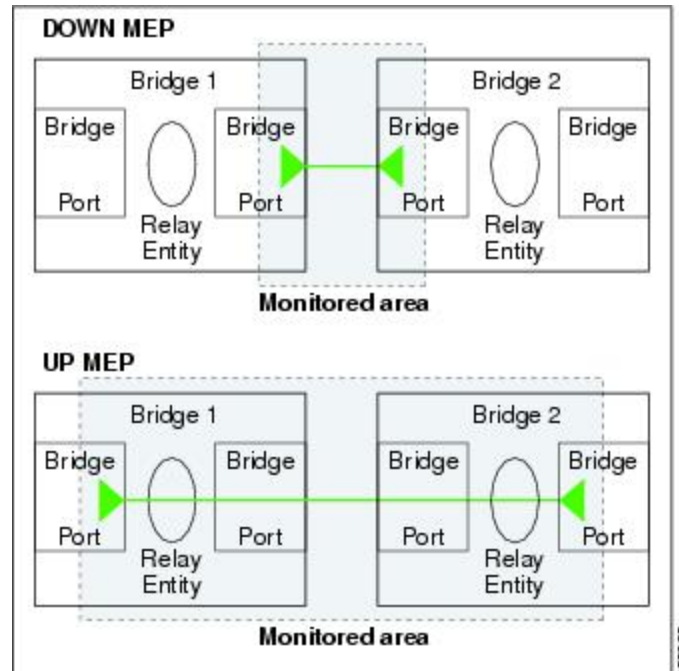 DOWN MEP
Bridge 1
Bridge 2
Bridge
Bridge
Bridge
Bridge
Port
Port
Port
Port
Relay
Entity
Relay
Entity
Monitored area
UP MEP
Bridge 1
Bridge 2
Bridge
Bridge
Bridge
Bridge
Port
Port
Port
Port
Relay
Entity
Relay
Entity
Monitored area